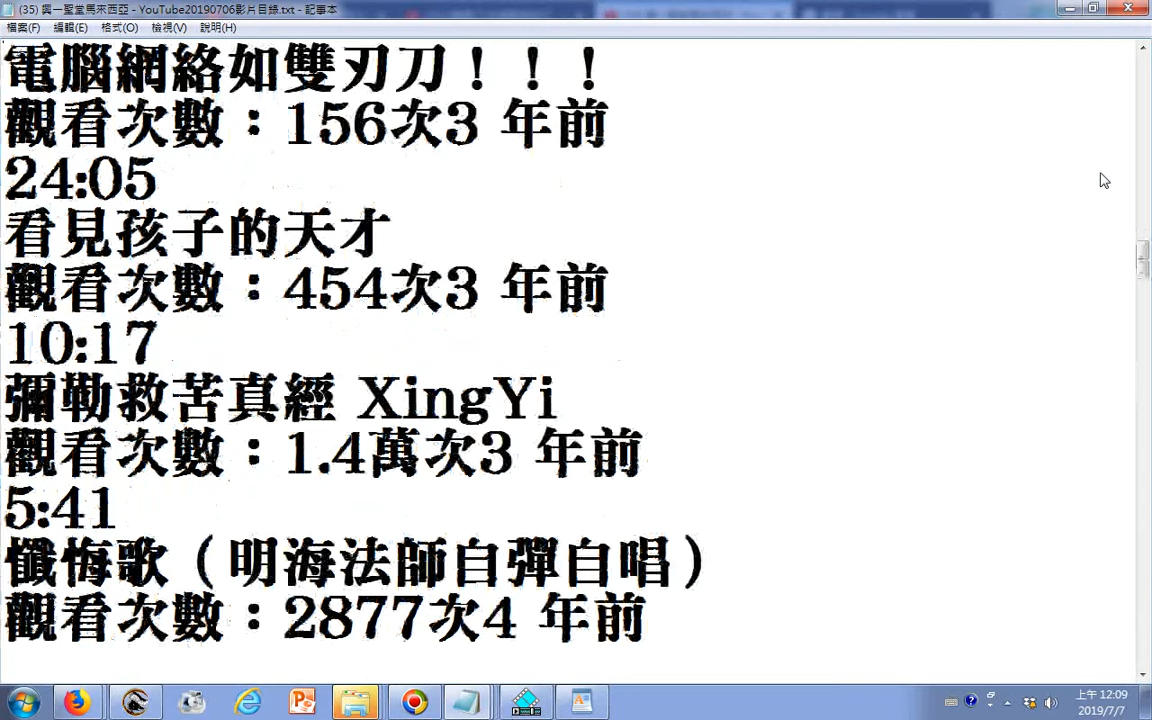 (35) 興一聖堂馬來西亞 - YouTube20190706影片目錄.txt - 記事本
檔案(F) 編輯(E) 格式(O) 檢視(V) 說明(H)
電腦網絡如雙刃刀！！！
觀看次數：156次3 年前
24:05
看見孩子的天才
觀看次數：454次3 年前
10:17
彌勒救苦真經 XingYi
觀看次數：1.4萬次3 年前
5:41
懺悔歌（明海法師自彈自唱）
觀看次數：2877次4 年前
上午 12:09
2019/7/7